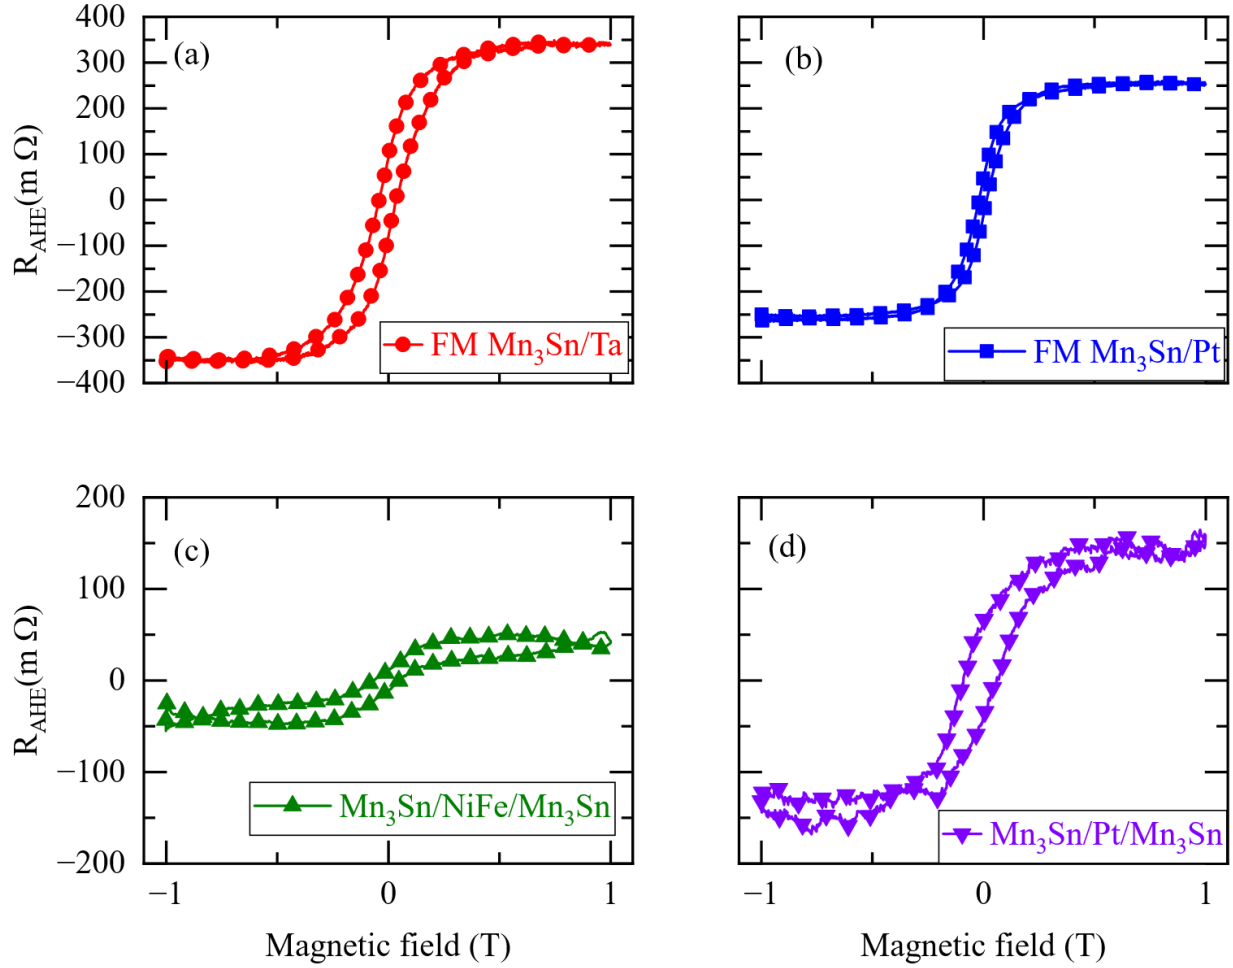 400
300
200
100
0
−100
−200
−300
−400
R_AHE(m Ω)
(a)
FM Mn₃Sn/Ta
(b)
FM Mn₃Sn/Pt
200
100
0
−100
−200
R_AHE(m Ω)
(c)
Mn₃Sn/NiFe/Mn₃Sn
−1 0 1
Magnetic field (T)
(d)
Mn₃Sn/Pt/Mn₃Sn
−1 0 1
Magnetic field (T)